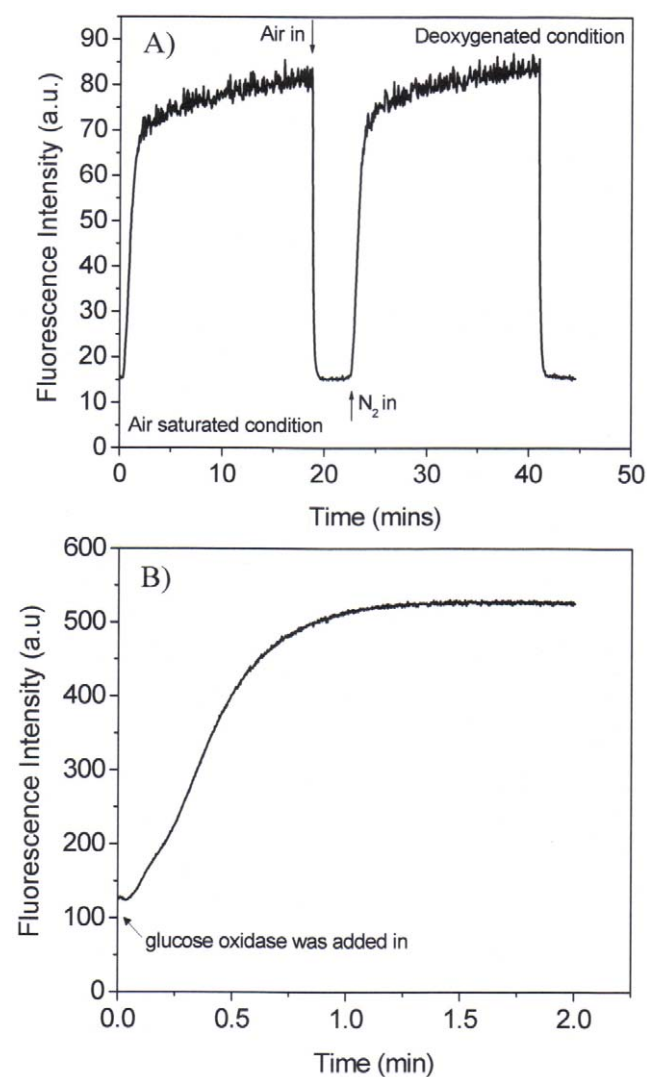 A)
Air in
Deoxygenated condition
90
80
70
60
50
40
30
20
10
0
Fluorescence Intensity (a.u.)
Air saturated condition
N2 in
0 10 20 30 40 50
Time (mins)
B)
600
500
400
300
200
100
0
Fluorescence Intensity (a.u)
glucose oxidase was added in
0.0 0.5 1.0 1.5 2.0
Time (min)